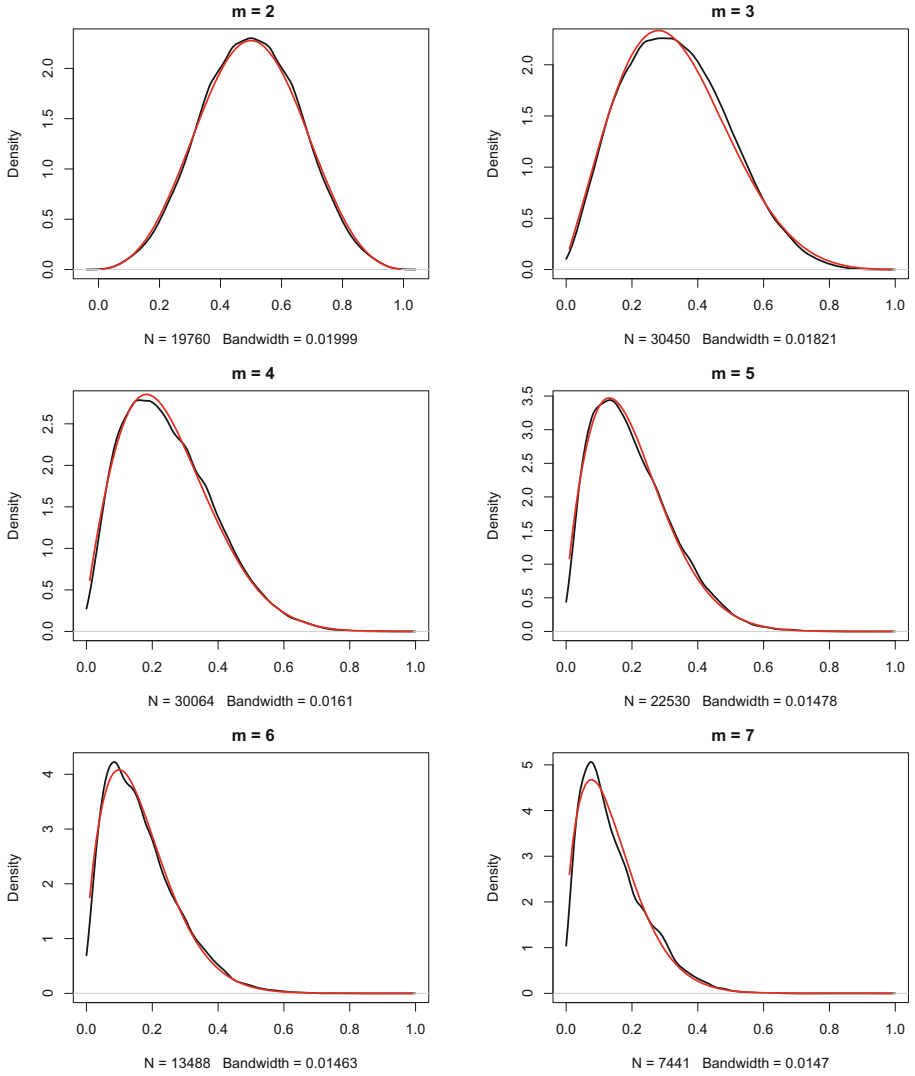 m = 2
Density
0.0 0.5 1.0 1.5 2.0
0.0 0.2 0.4 0.6 0.8 1.0
N = 19760 Bandwidth = 0.01999
m = 3
Density
0.0 0.5 1.0 1.5 2.0
0.0 0.2 0.4 0.6 0.8 1.0
N = 30450 Bandwidth = 0.01821
m = 4
Density
0.0 0.5 1.0 1.5 2.0 2.5
0.0 0.2 0.4 0.6 0.8 1.0
N = 30064 Bandwidth = 0.0161
m = 5
Density
0.0 0.5 1.0 1.5 2.0 2.5 3.0 3.5
0.0 0.2 0.4 0.6 0.8 1.0
N = 22530 Bandwidth = 0.01478
m = 6
Density
0 1 2 3 4
0.0 0.2 0.4 0.6 0.8 1.0
N = 13488 Bandwidth = 0.01463
m = 7
Density
0 1 2 3 4 5
0.0 0.2 0.4 0.6 0.8 1.0
N = 7441 Bandwidth = 0.0147